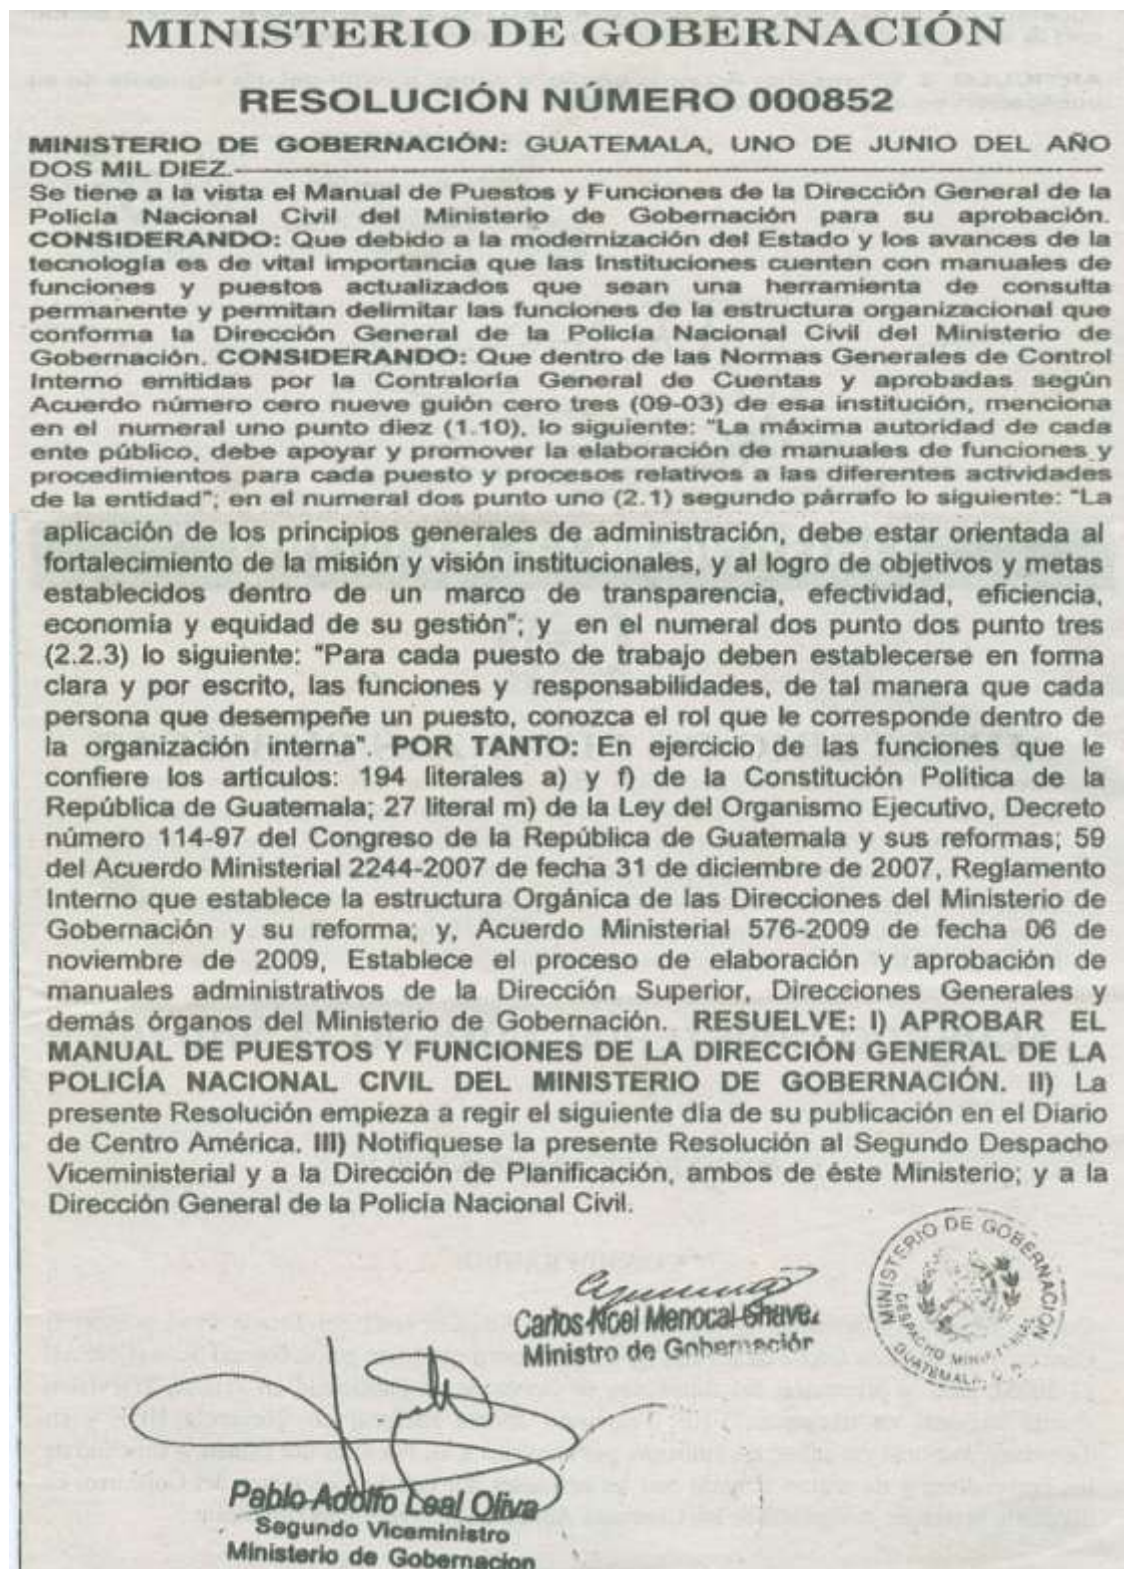 MINISTERIO DE GOBERNACIÓN
RESOLUCIÓN NÚMERO 000852
MINISTERIO DE GOBERNACIÓN: GUATEMALA, UNO DE JUNIO DEL AÑO
DOS MIL DIEZ.-
Se tiene a la vista el Manual de Puestos y Funciones de la Dirección General de la
Policía Nacional Civil del Ministerio de Gobernación para su aprobación.
CONSIDERANDO: Que debido a la modernización del Estado y los avances de la
tecnología es de vital importancia que las Instituciones cuenten con manuales de
funciones y puestos actualizados que sean una herramienta de consulta
permanente y permitan delimitar las funciones de la estructura organizacional que
conforma la Dirección General de la Policía Nacional Civil del Ministerio de
Gobernación. CONSIDERANDO: Que dentro de las Normas Generales de Control
Interno emitidas por la Contraloría General de Cuentas y aprobadas según
Acuerdo número cero nueve guión cero tres (09-03) de esa institución, menciona
en el numeral uno punto diez (1.10), lo siguiente: "La máxima autoridad de cada
ente público, debe apoyar y promover la elaboración de manuales de funciones y
procedimientos para cada puesto y procesos relativos a las diferentes actividades
de la entidad"; en el numeral dos punto uno (2.1) segundo párrafo lo siguiente: "La
aplicación de los principios generales de administración, debe estar orientada al
fortalecimiento de la misión y visión institucionales, y al logro de objetivos y metas
establecidos dentro de un marco de transparencia, efectividad, eficiencia,
economía y equidad de su gestión"; y en el numeral dos punto dos punto tres
(2.2.3) lo siguiente: "Para cada puesto de trabajo deben establecerse en forma
clara y por escrito, las funciones y responsabilidades, de tal manera que cada
persona que desempeñe un puesto, conozca el rol que le corresponde dentro de
la organización interna". POR TANTO: En ejercicio de las funciones que le
confiere los artículos: 194 literales a) y f) de la Constitución Política de la
República de Guatemala; 27 literal m) de la Ley del Organismo Ejecutivo, Decreto
número 114-97 del Congreso de la República de Guatemala y sus reformas; 59
del Acuerdo Ministerial 2244-2007 de fecha 31 de diciembre de 2007, Reglamento
Interno que establece la estructura Orgánica de las Direcciones del Ministerio de
Gobernación y su reforma; y, Acuerdo Ministerial 576-2009 de fecha 06 de
noviembre de 2009, Establece el proceso de elaboración y aprobación de
manuales administrativos de la Dirección Superior, Direcciones Generales y
demás órganos del Ministerio de Gobernación. RESUELVE: I) APROBAR EL
MANUAL DE PUESTOS Y FUNCIONES DE LA DIRECCIÓN GENERAL DE LA
POLICÍA NACIONAL CIVIL DEL MINISTERIO DE GOBERNACIÓN. II) La
presente Resolución empieza a regir el siguiente día de su publicación en el Diario
de Centro América. III) Notifíquese la presente Resolución al Segundo Despacho
Viceministerial y a la Dirección de Planificación, ambos de éste Ministerio; y a la
Dirección General de la Policía Nacional Civil.
MINISTERIO DE GOBERNACIÓN
DESPACHO MINISTERIAL
GUATEMALA, C. A.
Carlos Noel Menocal Chávez
Ministro de Gobernación
Pablo Adolfo Leal Oliva
Segundo Viceministro
Ministerio de Gobernacion